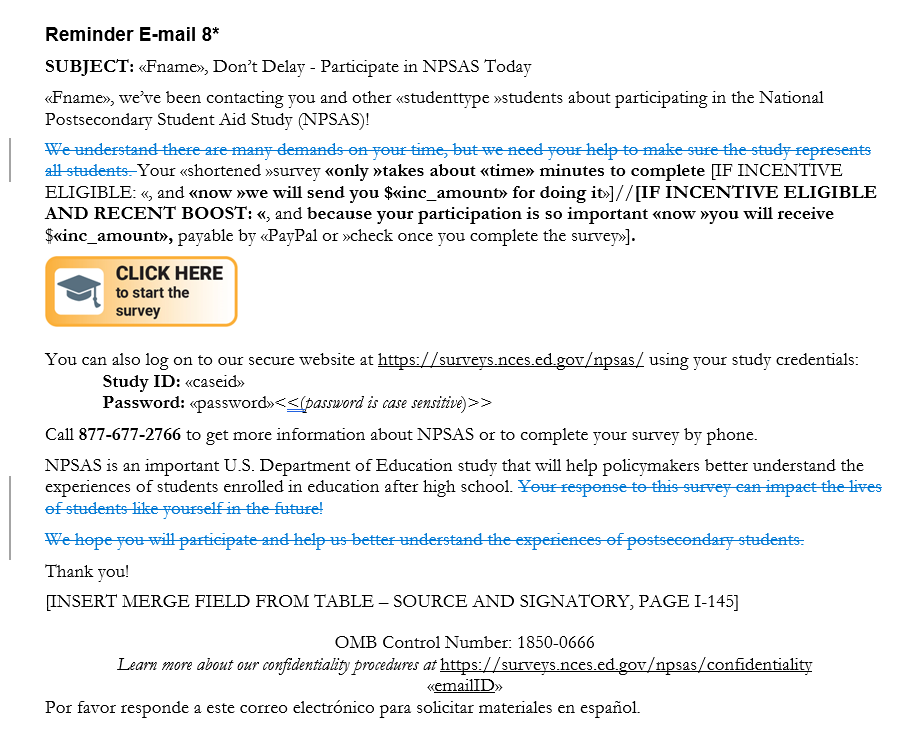 Reminder E-mail 8*
SUBJECT: «Fname», Don’t Delay - Participate in NPSAS Today
«Fname», we’ve been contacting you and other «studenttype »students about participating in the National
Postsecondary Student Aid Study (NPSAS)!
We understand there are many demands on your time, but we need your help to make sure the study represents
all students. Your «shortened »survey «only »takes about «time» minutes to complete [IF INCENTIVE
ELIGIBLE: «, and «now »we will send you $«inc_amount» for doing it»]//[IF INCENTIVE ELIGIBLE
AND RECENT BOOST: «, and because your participation is so important «now »you will receive
$«inc_amount», payable by «PayPal or »check once you complete the survey»].
CLICK HERE
to start the
survey
You can also log on to our secure website at https://surveys.nces.ed.gov/npsas/ using your study credentials:
Study ID: «caseid»
Password: «password»<<(password is case sensitive)>>
Call 877-677-2766 to get more information about NPSAS or to complete your survey by phone.
NPSAS is an important U.S. Department of Education study that will help policymakers better understand the
experiences of students enrolled in education after high school. Your response to this survey can impact the lives
of students like yourself in the future!
We hope you will participate and help us better understand the experiences of postsecondary students.
Thank you!
[INSERT MERGE FIELD FROM TABLE – SOURCE AND SIGNATORY, PAGE I-145]
OMB Control Number: 1850-0666
Learn more about our confidentiality procedures at https://surveys.nces.ed.gov/npsas/confidentiality
«emailID»
Por favor responde a este correo electrónico para solicitar materiales en español.